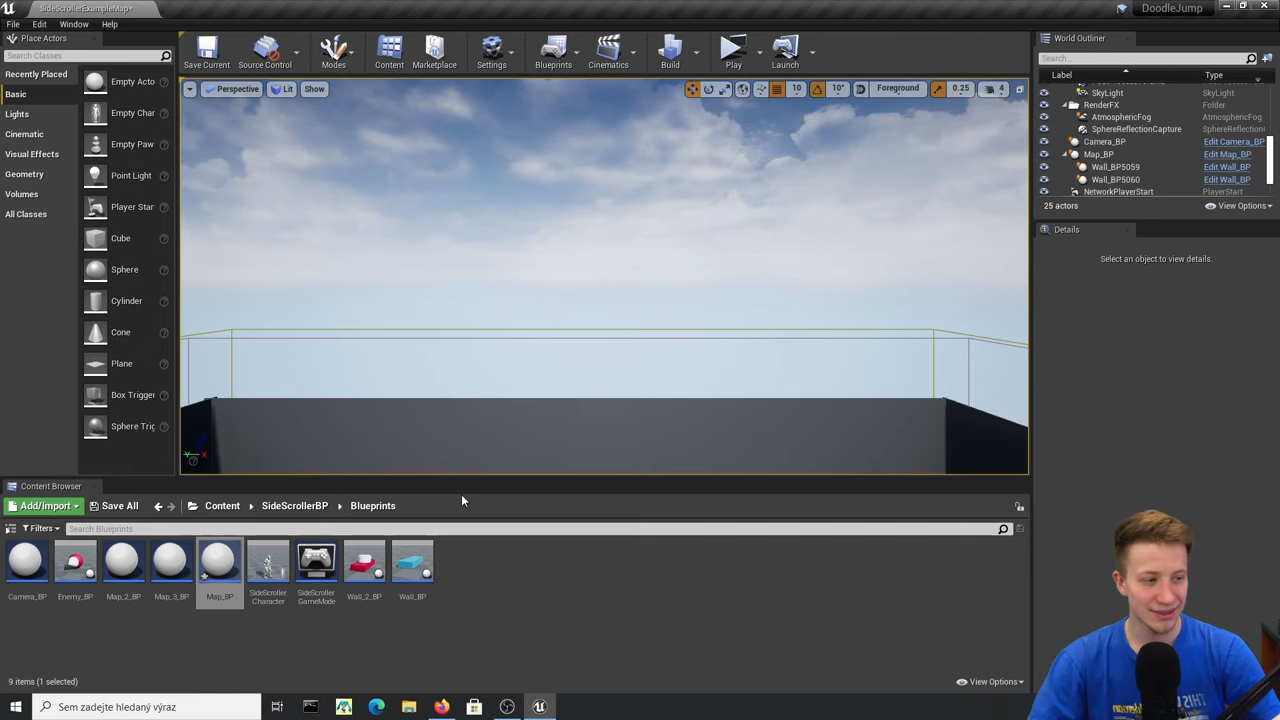 SideScrollerExampleMap*
DoodleJump
File
Edit
Window
Help
Place Actors
World Outliner
Search Classes
Save Current
Source Control
Modes
Content
Marketplace
Settings
Blueprints
Cinematics
Build
Play
Launch
Search...
Recently Played
Basic
Lights
Cinematic
Visual Effects
Geometry
Volumes
All Classes
Empty Acto
Empty Char
Empty Paw
Point Light
Player Star
Cube
Sphere
Cylinder
Cone
Plane
Box Trigger
Sphere Trig
Perspective
Lit
Show
10
10°
Foreground
0.25
4
Label
Type
SkyLight
SkyLight
RenderFX
Folder
AtmosphericFog
AtmosphericFog
SphereReflectionCapture
SphereReflection
Camera_BP
Edit Camera_BP
Map_BP
Edit Map_BP
Wall_BP5059
Edit Wall_BP
Wall_BP5060
Edit Wall_BP
NetworkPlayerStart
PlayerStart
25 actors
View Options
Details
Select an object to view details.
Content Browser
Add/Import
Save All
Content
SideScrollerBP
Blueprints
Filters
Search Blueprints
Camera_BP
Enemy_BP
Map_2_BP
Map_3_BP
Map_BP
SideScroller
Character
SideScroller
GameMode
Wall_2_BP
Wall_BP
9 items (1 selected)
View Options
Sem zadejte hledaný výraz